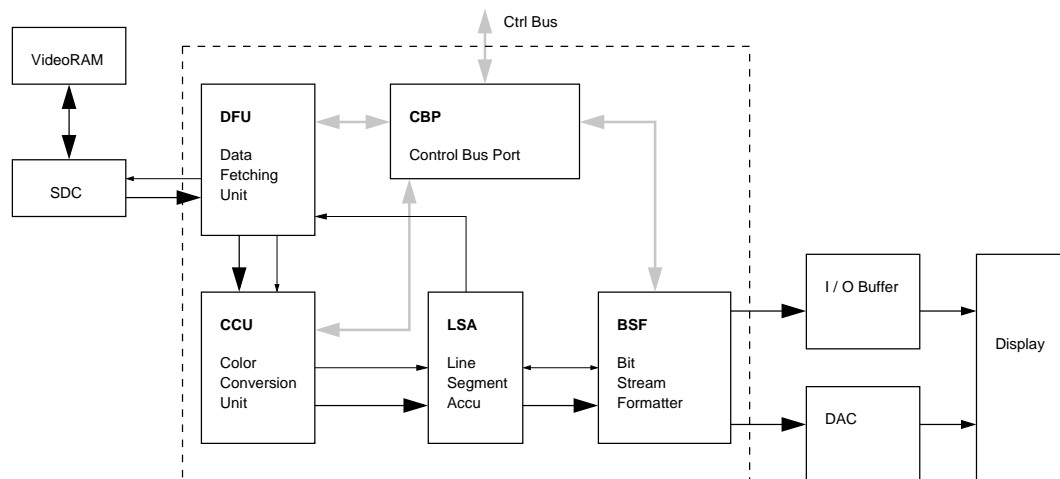 Ctrl Bus
VideoRAM
DFU
Data
Fetching
Unit
CBP
Control Bus Port
SDC
CCU
Color
Conversion
Unit
LSA
Line
Segment
Accu
BSF
Bit
Stream
Formatter
I / O Buffer
Display
DAC